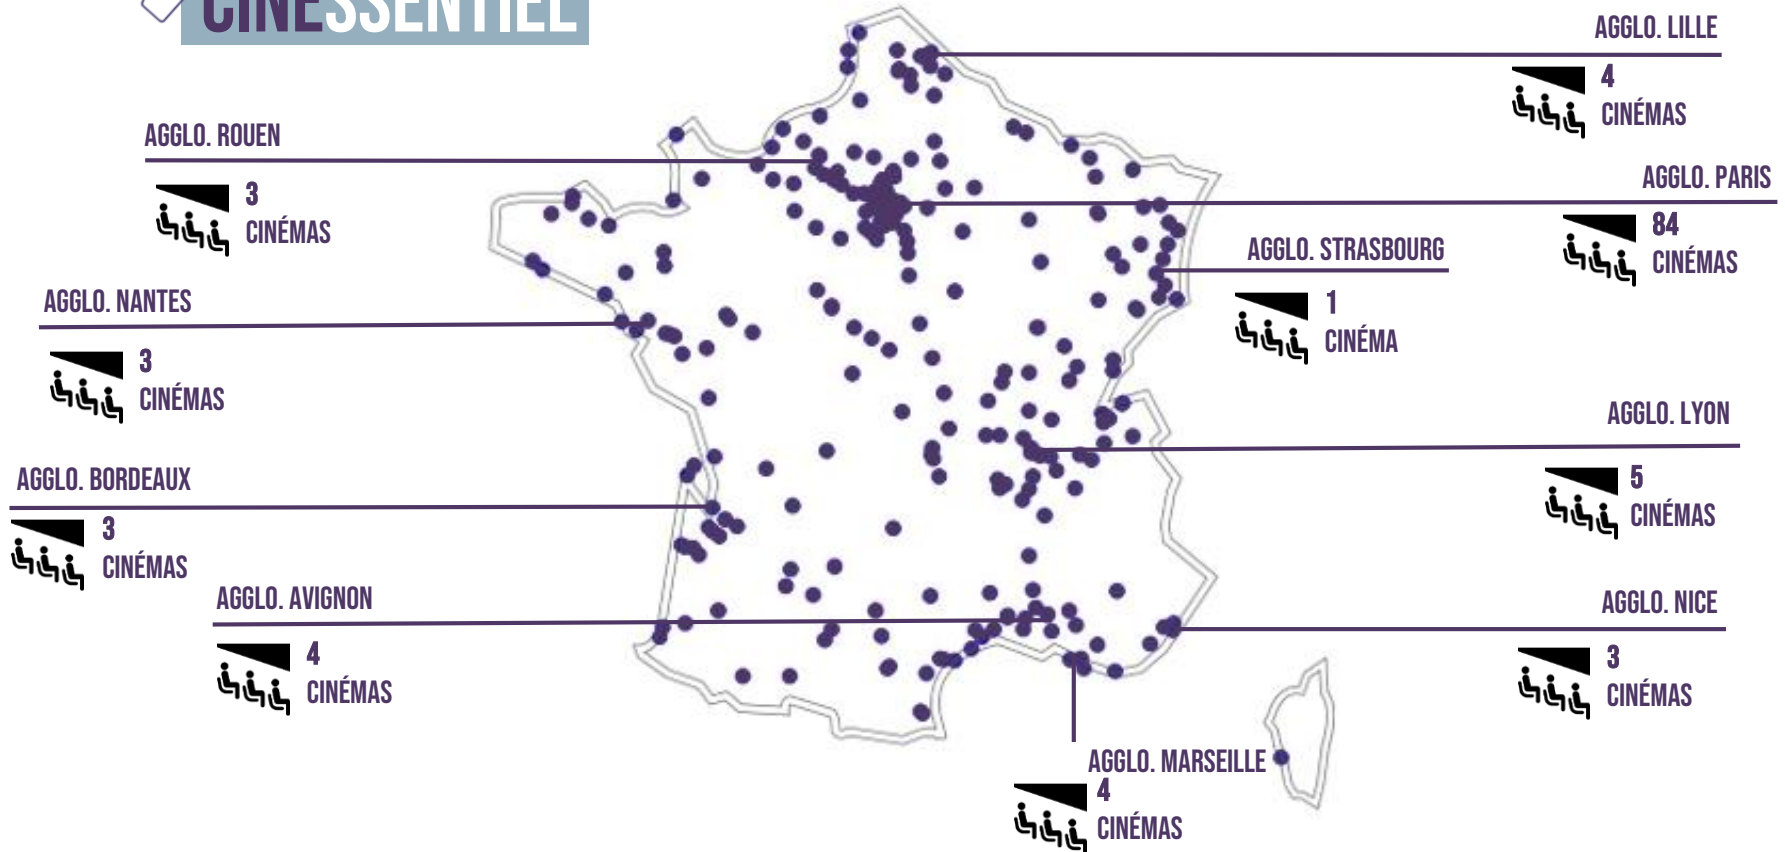 CINESSENTIEL
AGGLO. LILLE
4
CINÉMAS
AGGLO. ROUEN
3
CINÉMAS
AGGLO. PARIS
84
CINÉMAS
AGGLO. STRASBOURG
1
CINÉMA
AGGLO. NANTES
3
CINÉMAS
AGGLO. LYON
5
CINÉMAS
AGGLO. BORDEAUX
3
CINÉMAS
AGGLO. AVIGNON
4
CINÉMAS
AGGLO. NICE
3
CINÉMAS
AGGLO. MARSEILLE
4
CINÉMAS